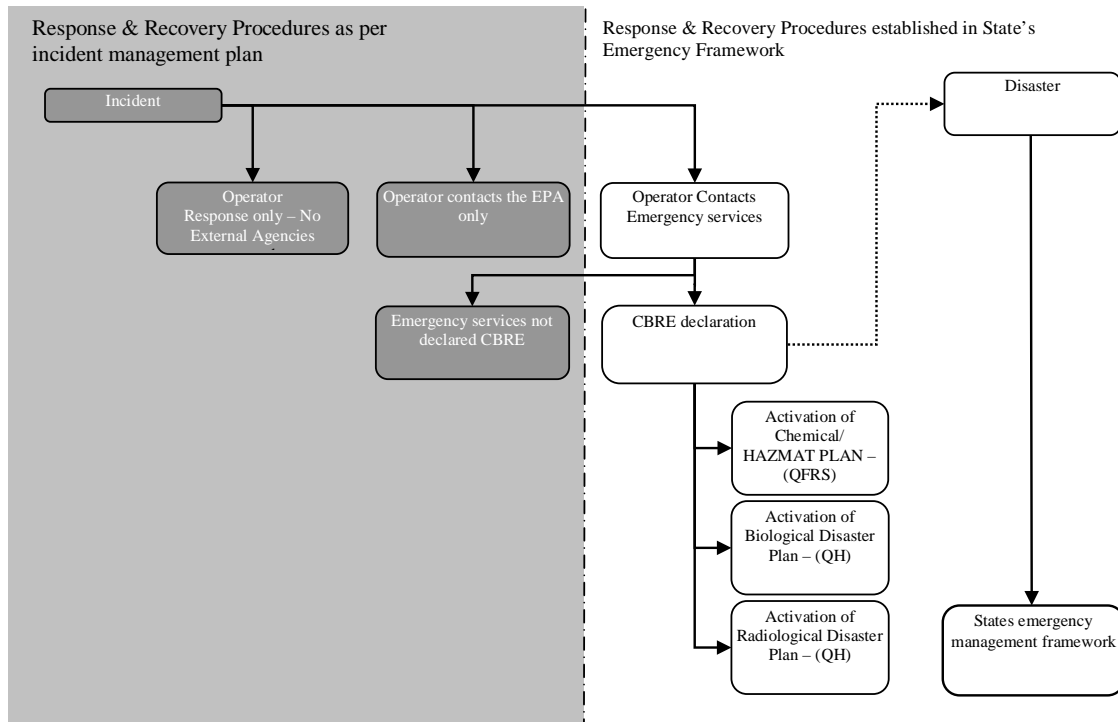 Response & Recovery Procedures as per
incident management plan
Response & Recovery Procedures established in State's
Emergency Framework
Incident
Disaster
Operator
Response only – No
External Agencies
Operator contacts the EPA
only
Operator Contacts
Emergency services
Emergency services not
declared CBRE
CBRE declaration
Activation of
Chemical/
HAZMAT PLAN –
(QFRS)
Activation of
Biological Disaster
Plan – (QH)
Activation of
Radiological Disaster
Plan – (QH)
States emergency
management framework